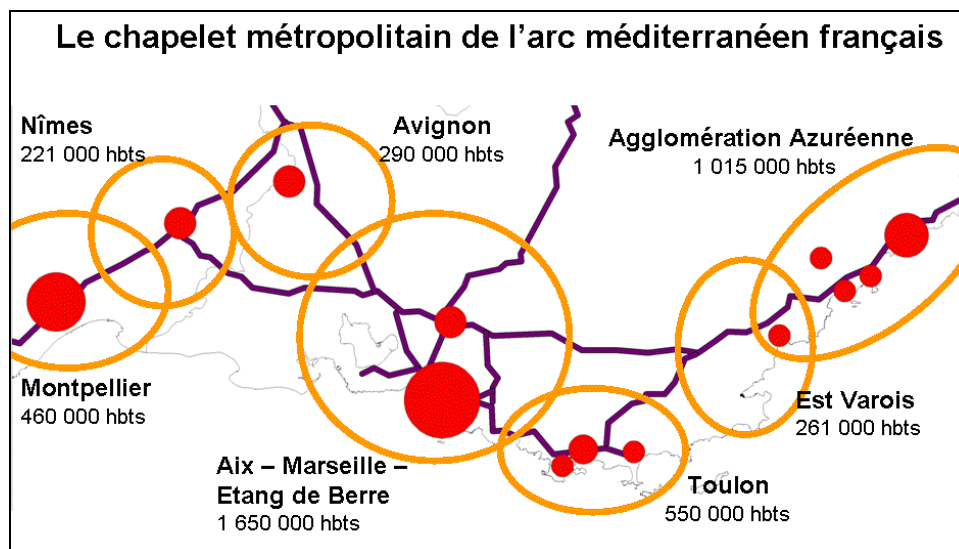 Le chapelet métropolitain de l'arc méditerranéen français
Nîmes
221 000 hbts
Avignon
290 000 hbts
Agglomération Azuréenne
1 015 000 hbts
Montpellier
460 000 hbts
Aix – Marseille –
Etang de Berre
1 650 000 hbts
Toulon
550 000 hbts
Est Varois
261 000 hbts